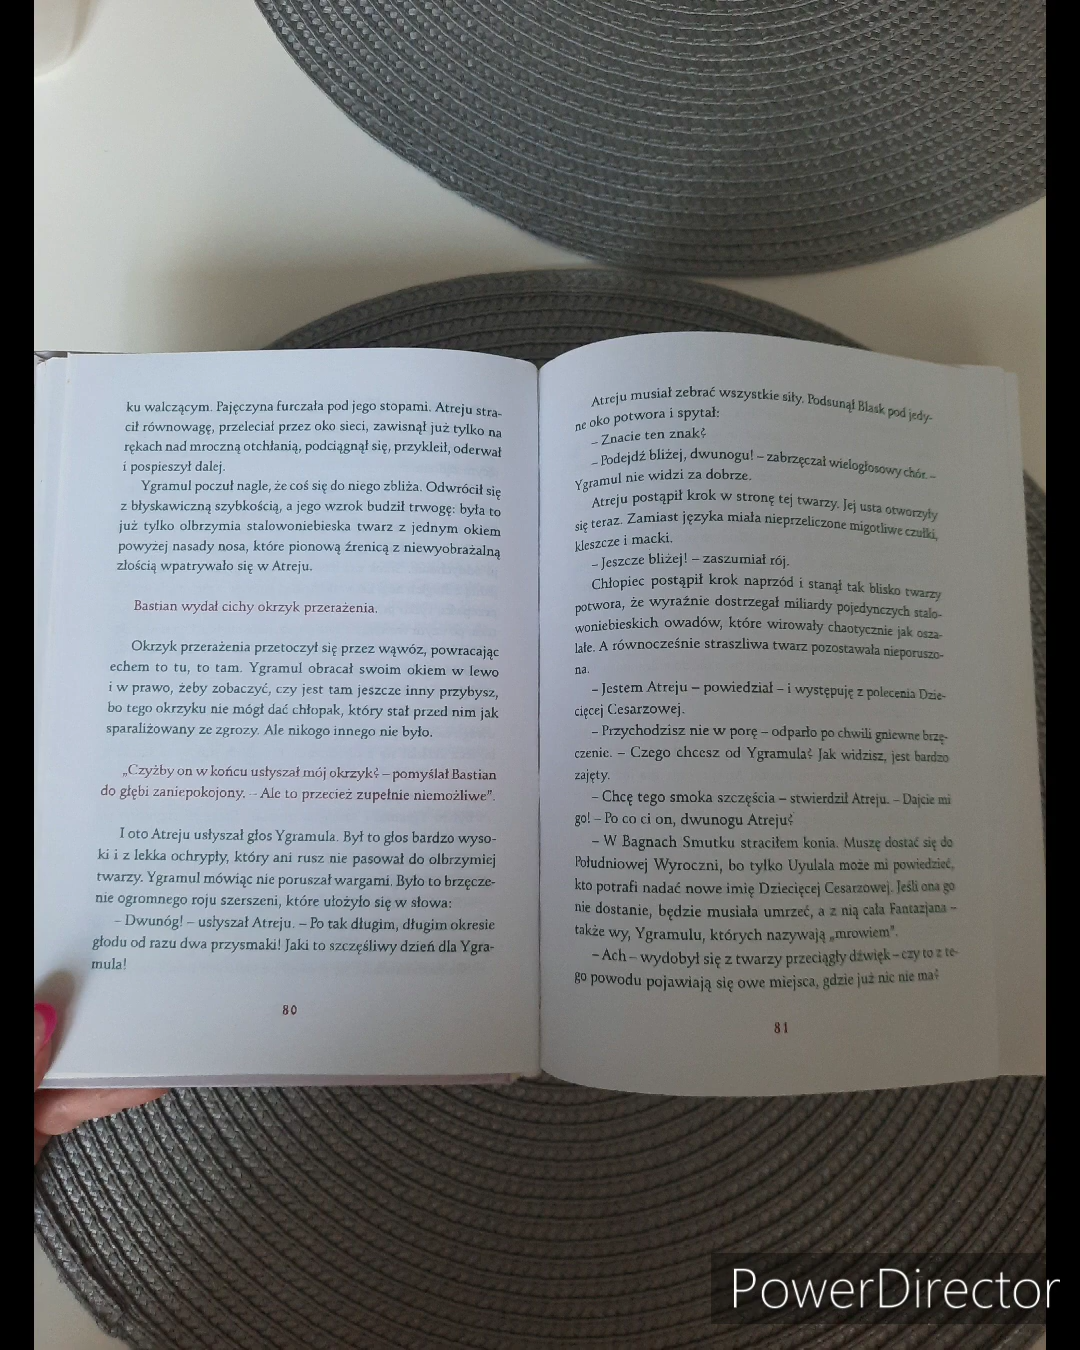 ku walczącym. Pajęczyna furczała pod jego stopami. Atreju stra-
cił równowagę, przeleciał przez oko sieci, zawisnął już tylko na
rękach nad mroczną otchłanią, podciągnął się, przykleił, oderwał
i pospieszył dalej.
Ygramul poczuł nagle, że coś się do niego zbliża. Odwrócił się
z błyskawiczną szybkością, a jego wzrok budził trwogę: była to
już tylko olbrzymia stalowoniebieska twarz z jednym okiem
powyżej nasady nosa, które pionową źrenicą z niewyobrażalną
złością wpatrywało się w Atreju.
Bastian wydał cichy okrzyk przerażenia.
Okrzyk przerażenia przetoczył się przez wąwóz, powracając
echem to tu, to tam. Ygramul obracał swoim okiem w lewo
i w prawo, żeby zobaczyć, czy jest tam jeszcze inny przybysz,
bo tego okrzyku nie mógł dać chłopak, który stał przed nim jak
sparaliżowany ze zgrozy. Ale nikogo innego nie było.
„Czyżby on w końcu usłyszał mój okrzyk? – pomyślał Bastian
do głębi zaniepokojony. – Ale to przecież zupełnie niemożliwe”.
I oto Atreju usłyszał głos Ygramula. Był to głos bardzo wyso-
ki i z lekka ochrypły, który ani rusz nie pasował do olbrzymiej
twarzy. Ygramul mówiąc nie poruszał wargami. Było to brzęcze-
nie ogromnego roju szerszeni, które ułożyło się w słowa:
– Dwunóg! – usłyszał Atreju. – Po tak długim, długim okresie
głodu od razu dwa przysmaki! Jaki to szczęśliwy dzień dla Ygra-
mula!
80
Atreju musiał zebrać wszystkie siły. Podsunął Blask pod jedy-
ne oko potwora i spytał:
– Znacie ten znak?
– Podejdź bliżej, dwunogu! – zabrzęczał wielogłosowy chór. –
Ygramul nie widzi za dobrze.
Atreju postąpił krok w stronę tej twarzy. Jej usta otworzyły
się teraz. Zamiast języka miała nieprzeliczone migotliwe czułki,
kleszcze i macki.
– Jeszcze bliżej! – zaszumiał rój.
Chłopiec postąpił krok naprzód i stanął tak blisko twarzy
potwora, że wyraźnie dostrzegał miliardy pojedynczych stalo-
woniebieskich owadów, które wirowały chaotycznie jak osza-
lałe. A równocześnie straszliwa twarz pozostawała nieporuszo-
na.
– Jestem Atreju – powiedział – i występuję z polecenia Dzie-
cięcej Cesarzowej.
– Przychodzisz nie w porę – odparło po chwili gniewne brzę-
czenie. – Czego chcesz od Ygramula? Jak widzisz, jest bardzo
zajęty.
– Chcę tego smoka szczęścia – stwierdził Atreju. – Dajcie mi
go! – Po co ci on, dwunogu Atreju?
– W Bagnach Smutku straciłem konia. Muszę dostać się do
Południowej Wyroczni, bo tylko Uyulala może mi powiedzieć,
kto potrafi nadać nowe imię Dziecięcej Cesarzowej. Jeśli ona go
nie dostanie, będzie musiała umrzeć, a z nią cała Fantazjana –
także wy, Ygramulu, których nazywają „mrowiem”.
– Ach – wydobył się z twarzy przeciągły dźwięk – czy to z te-
go powodu pojawiają się owe miejsca, gdzie już nic nie ma?
81
PowerDirector